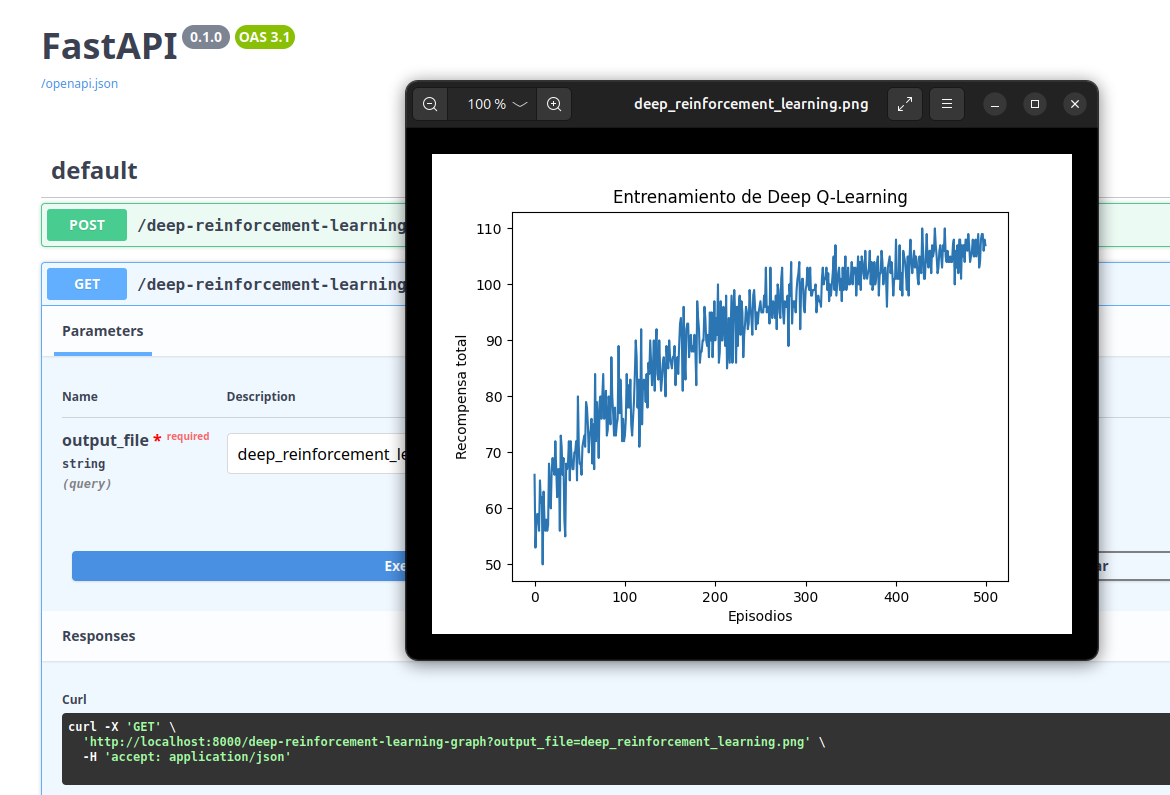 FastAPI 0.1.0 OAS 3.1
/openapi.json
default
POST /deep-reinforcement-learning
GET /deep-reinforcement-learning
Parameters
Name Description
output_file * required
string
(query)
deep_reinforcement_le
Exe
ar
Responses
Curl
curl -X 'GET' \
'http://localhost:8000/deep-reinforcement-learning-graph?output_file=deep_reinforcement_learning.png' \
-H 'accept: application/json'
100 %
deep_reinforcement_learning.png
Entrenamiento de Deep Q-Learning
Recompensa total
110
100
90
80
70
60
50
0 100 200 300 400 500
Episodios